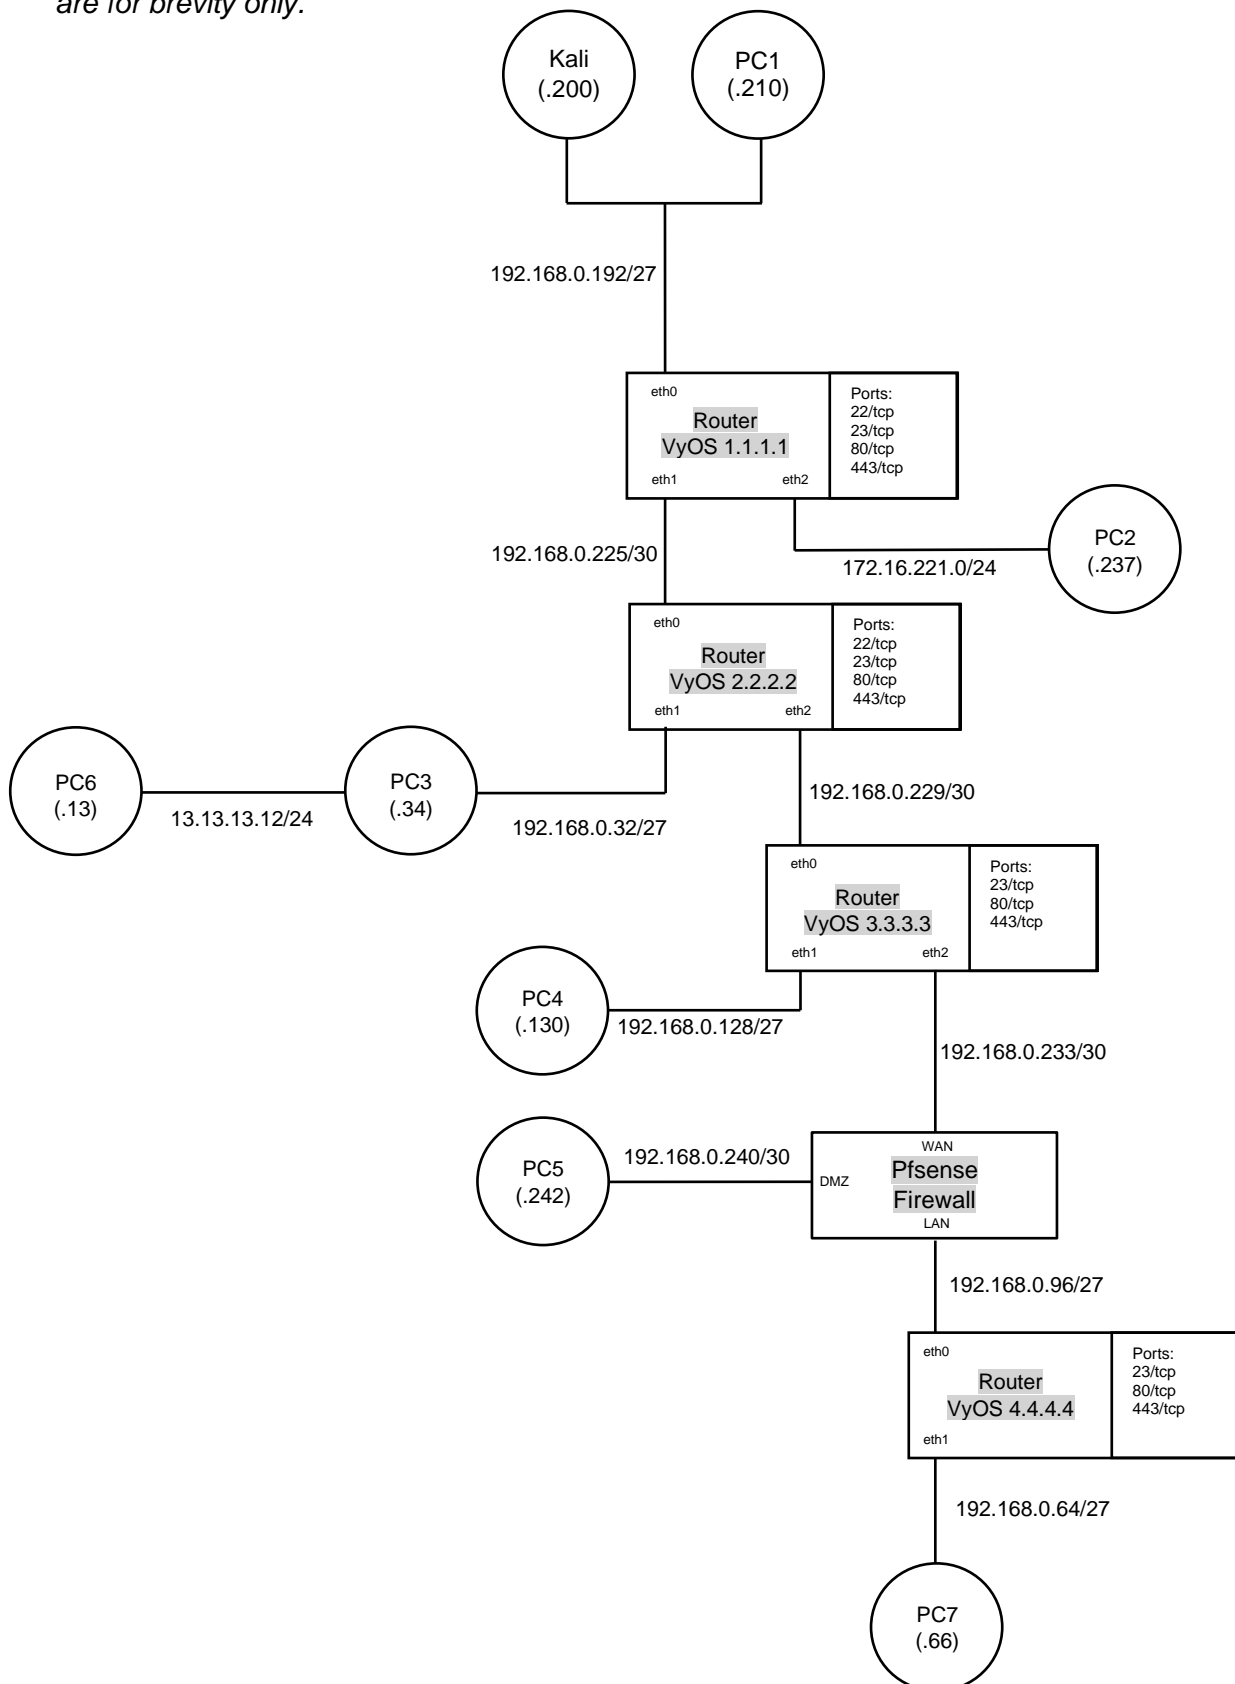 are for brevity only.
Kali
(.200)
PC1
(.210)
192.168.0.192/27
eth0
Router
VyOS 1.1.1.1
eth1
eth2
Ports:
22/tcp
23/tcp
80/tcp
443/tcp
192.168.0.225/30
172.16.221.0/24
PC2
(.237)
eth0
Router
VyOS 2.2.2.2
eth1
eth2
Ports:
22/tcp
23/tcp
80/tcp
443/tcp
PC6
(.13)
13.13.13.12/24
PC3
(.34)
192.168.0.32/27
192.168.0.229/30
eth0
Router
VyOS 3.3.3.3
eth1
eth2
Ports:
23/tcp
80/tcp
443/tcp
PC4
(.130)
192.168.0.128/27
192.168.0.233/30
PC5
(.242)
192.168.0.240/30
WAN
DMZ
Pfsense
Firewall
LAN
192.168.0.96/27
eth0
Router
VyOS 4.4.4.4
eth1
Ports:
23/tcp
80/tcp
443/tcp
192.168.0.64/27
PC7
(.66)